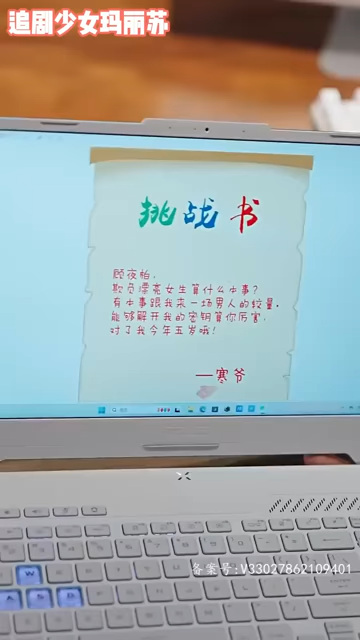 追剧少女玛丽苏
挑战书
顾夜柏,
欺负漂亮女生算什么本事?
有本事跟我来一场男人的较量,
能够解开我的密钥算你厉害,
对了我今年五岁哦!
—寒爷
W
A
S
D
备案号:V33027862109401